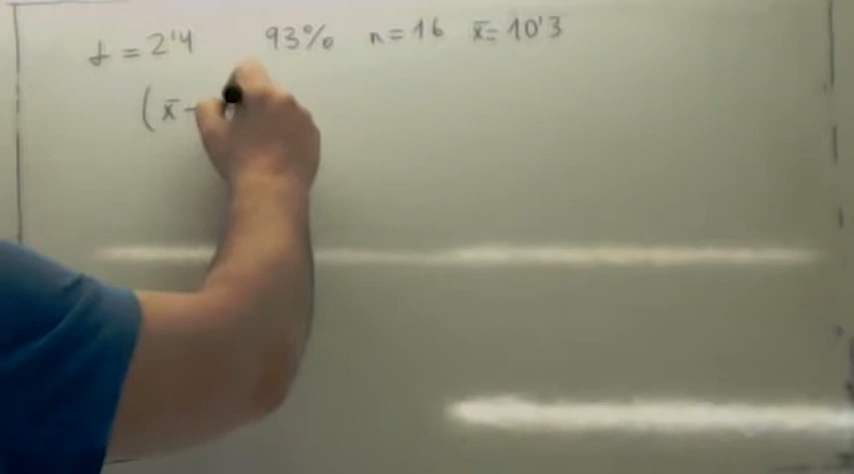 σ = 2'4 93% n = 16 x̄ = 10'3
(x̄ -